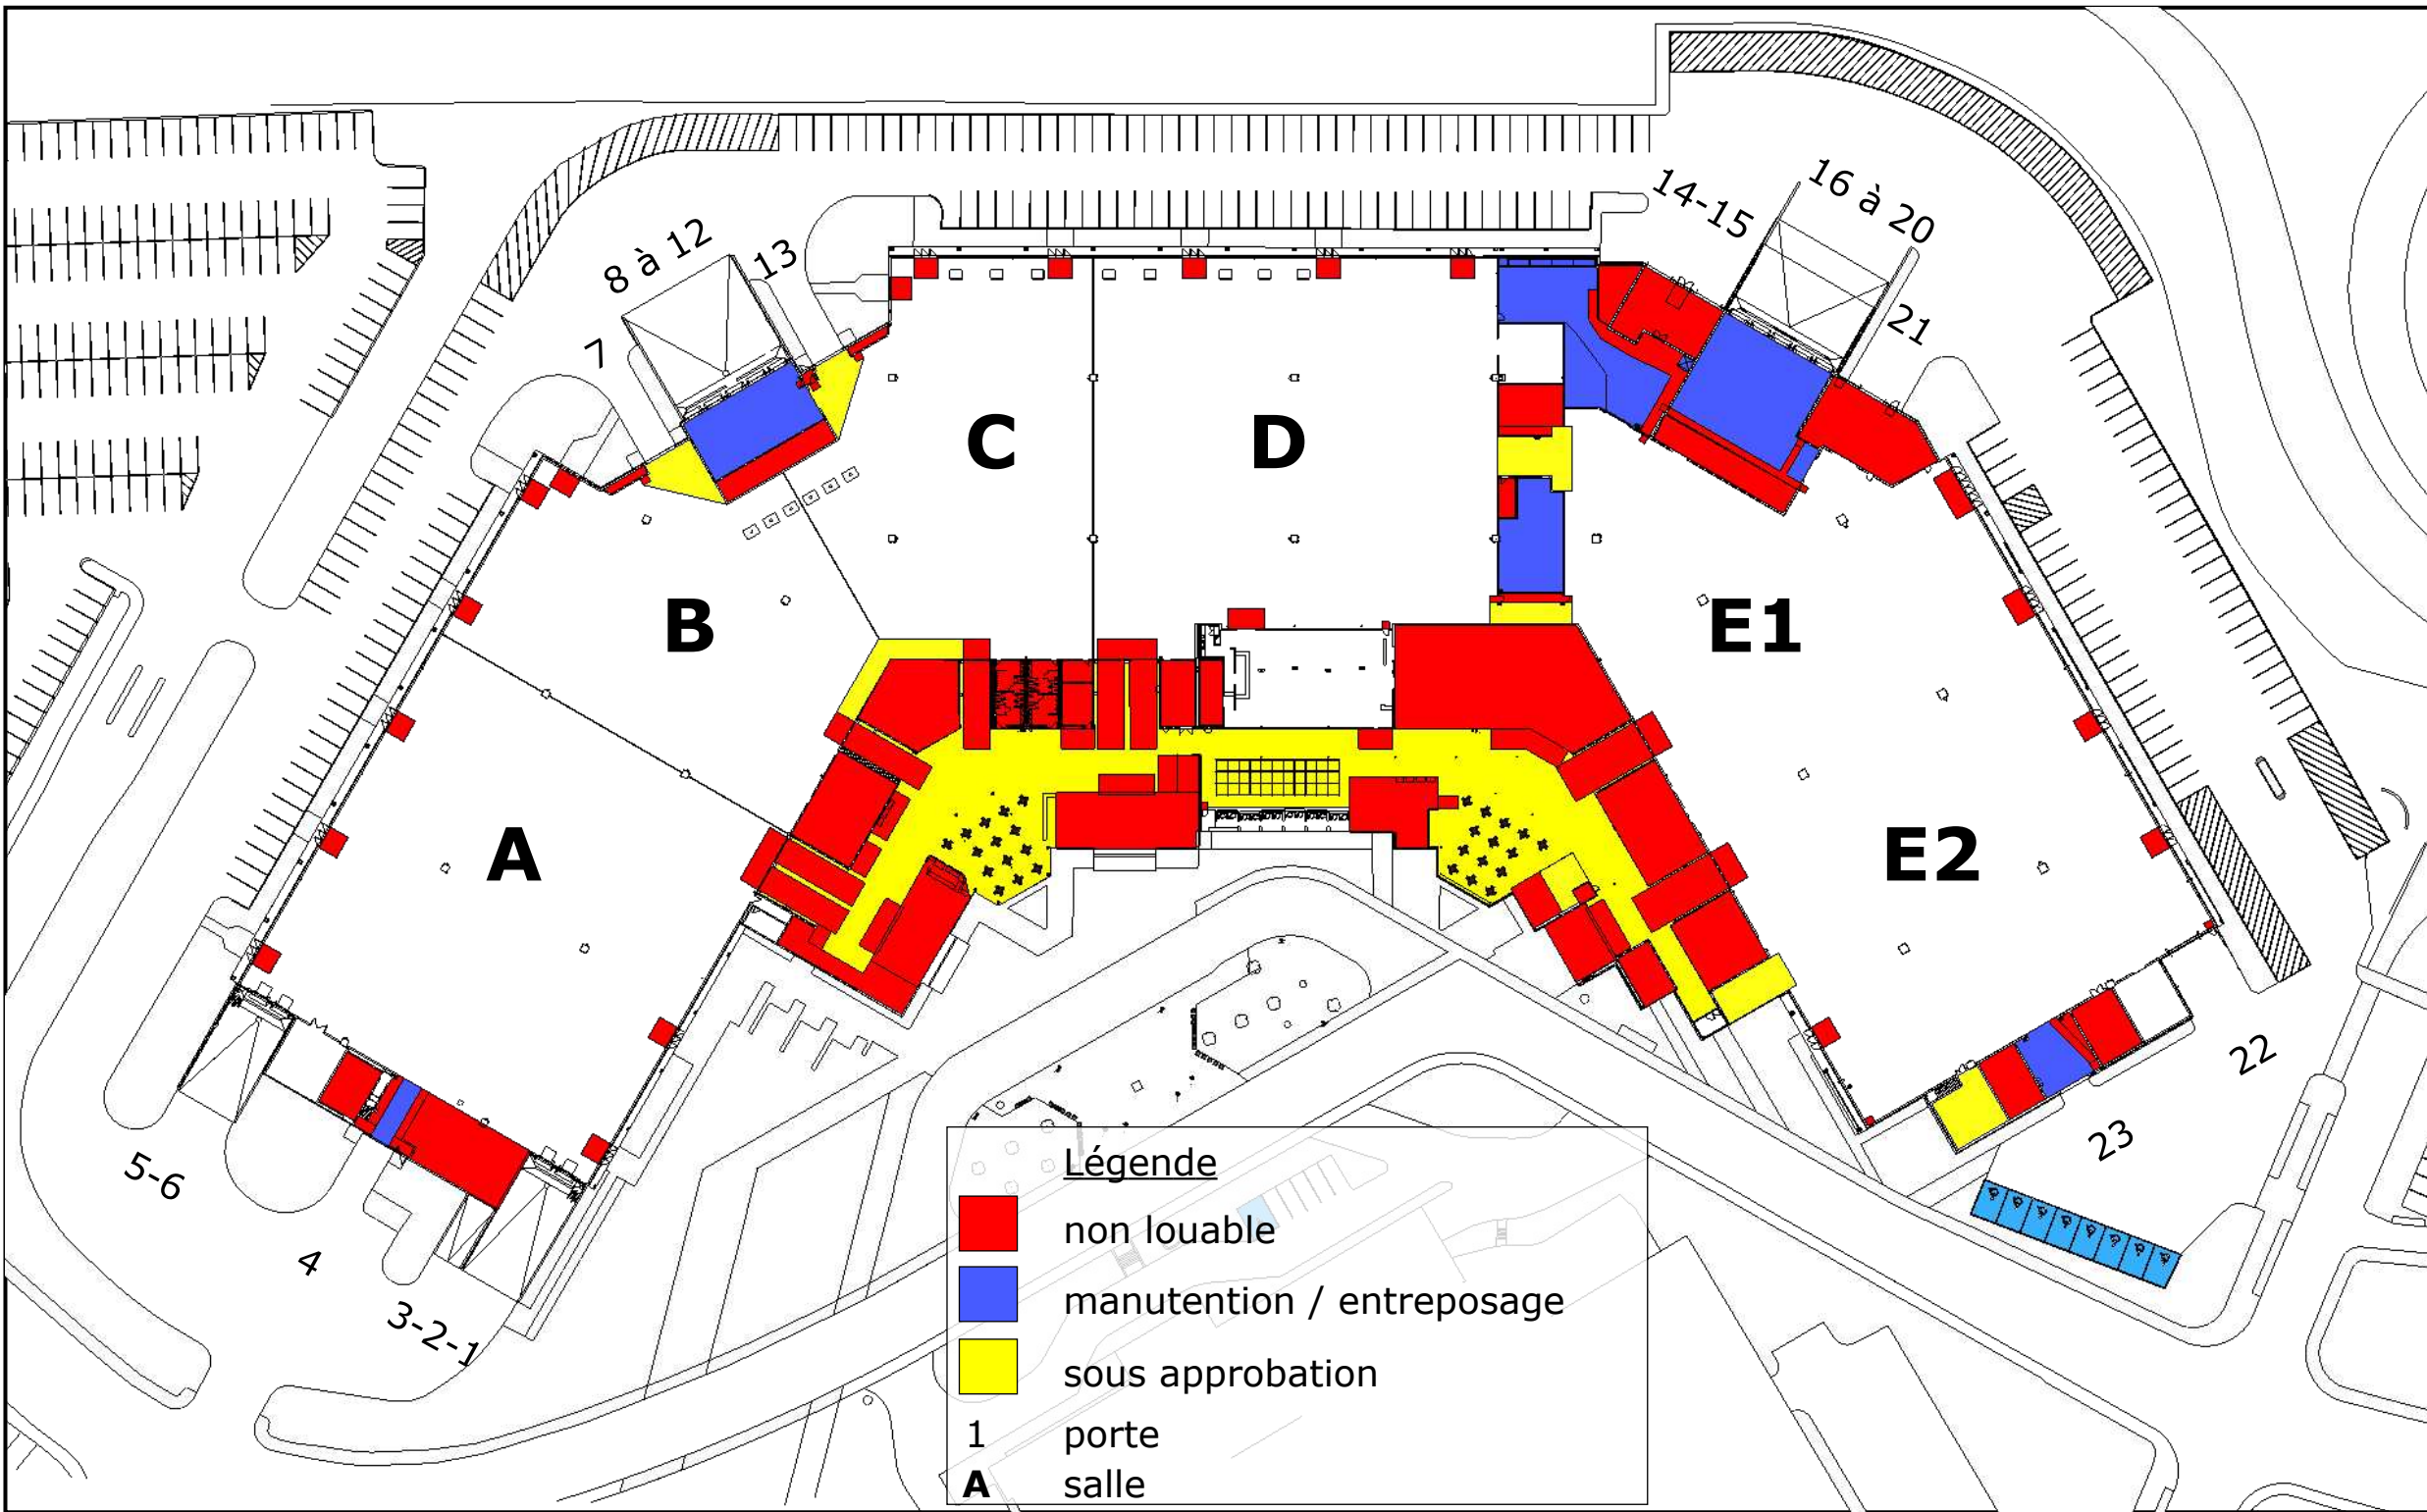 14-15
16 à 20
8 à 12
13
21
7
C
D
B
E1
A
E2
22
23
5-6
4
3-2-1
Légende
non louable
manutention / entreposage
sous approbation
1 porte
A salle